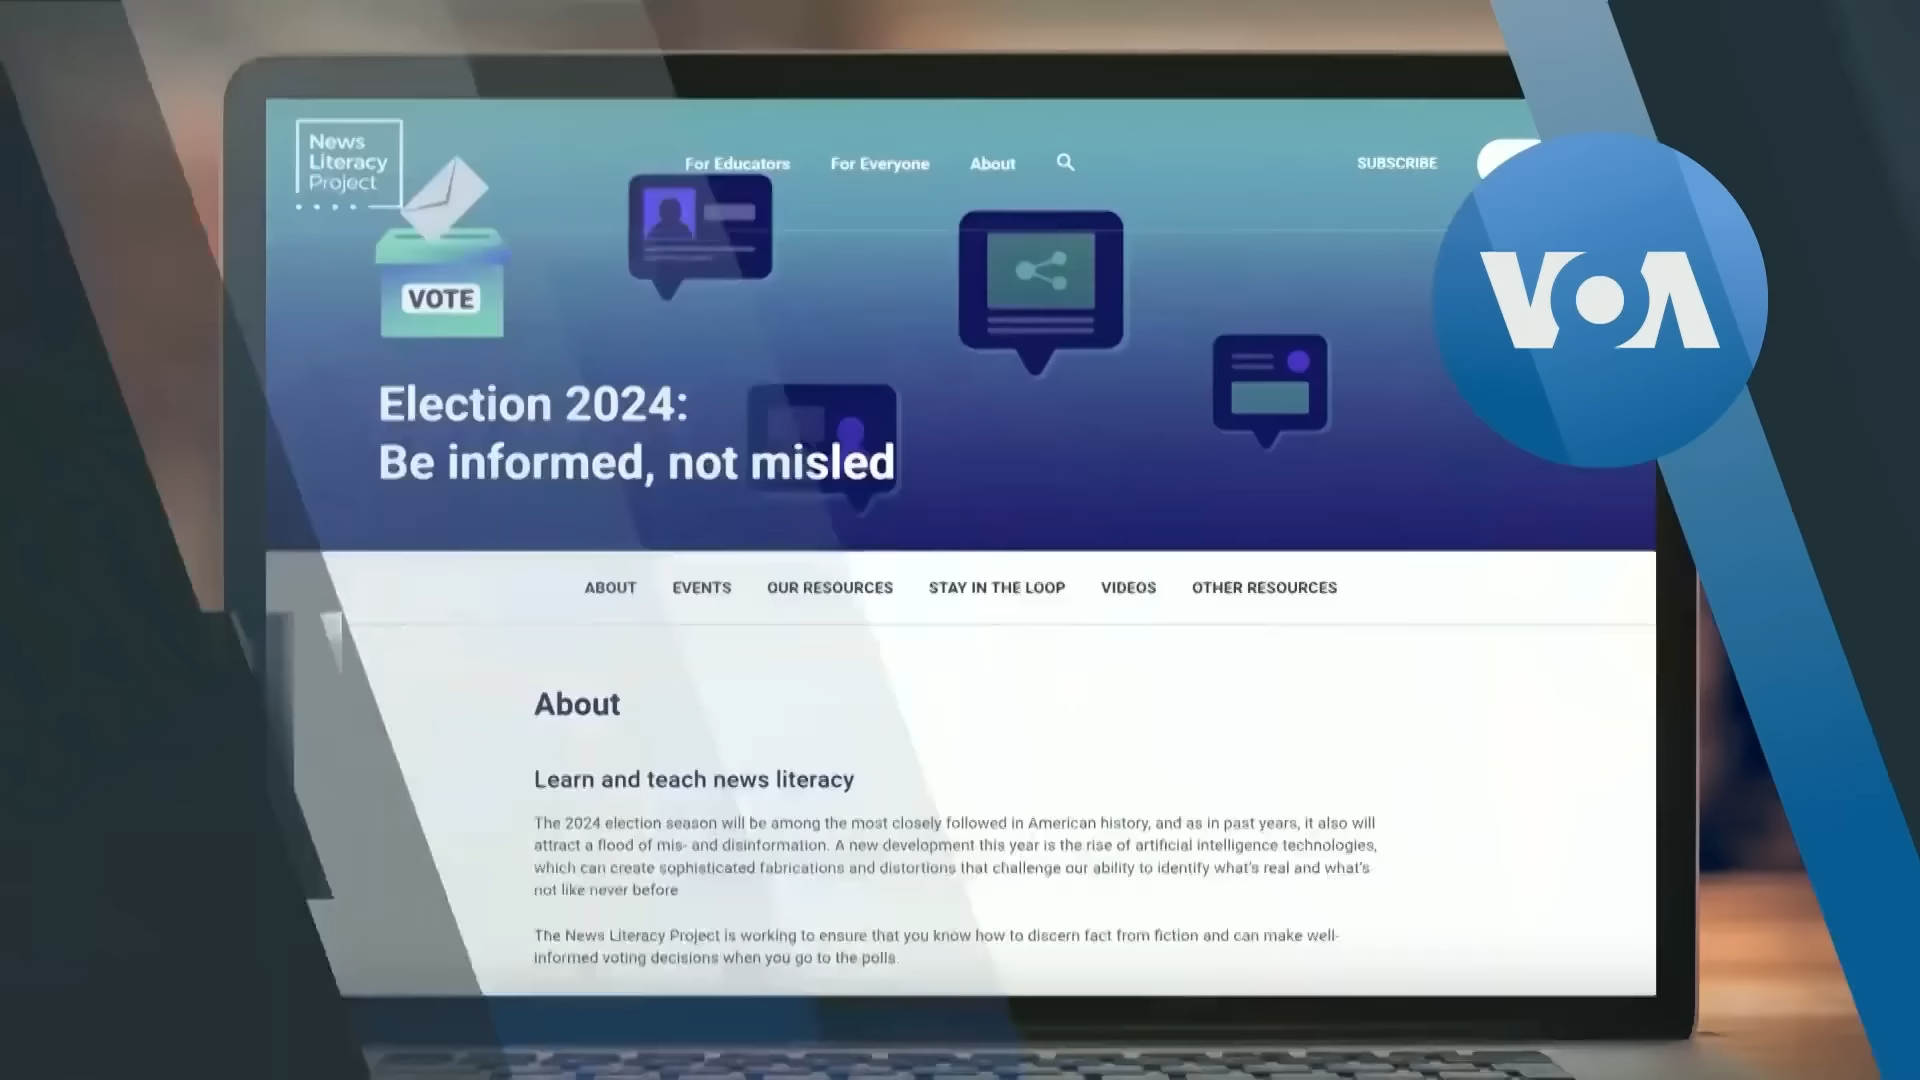 News
Literacy
Project
For Educators
For Everyone
About
SUBSCRIBE
VOA
VOTE
Election 2024:
Be informed, not misled
ABOUT
EVENTS
OUR RESOURCES
STAY IN THE LOOP
VIDEOS
OTHER RESOURCES
About
Learn and teach news literacy
The 2024 election season will be among the most closely followed in American history, and as in past years, it also will
attract a flood of mis- and disinformation. A new development this year is the rise of artificial intelligence technologies,
which can create sophisticated fabrications and distortions that challenge our ability to identify what's real and what's
not like never before
The News Literacy Project is working to ensure that you know how to discern fact from fiction and can make well-
informed voting decisions when you go to the polls.